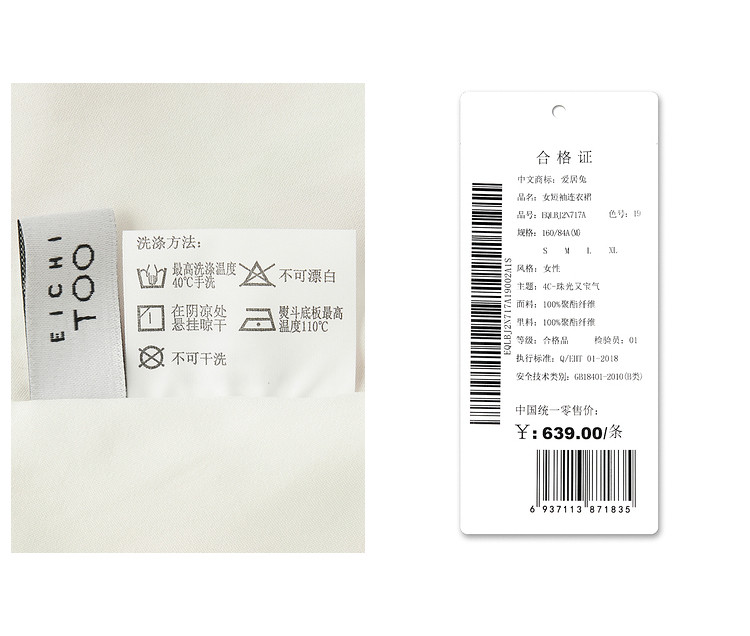 EICHI
TOO
洗涤方法:
最高洗涤温度
40℃手洗
不可漂白
在阴凉处
悬挂晾干
熨斗底板最高
温度110℃
不可干洗
合格证
中文商标: 爱居兔
品名: 女短袖连衣裙
品号: EQLRJ2N717A 色号: 19
规格: 160/84A(M)
S M L XL
风格: 女性
主题: 4C-珠光又宝气
面料: 100%聚酯纤维
里料: 100%聚酯纤维
等级: 合格品 检验员: 01
执行标准: Q/EHT 01-2018
安全技术类别: GB18401-2010(B类)
EQLRJ2N717A19002A1S
中国统一零售价:
¥: 639.00/条
6 937113 871835